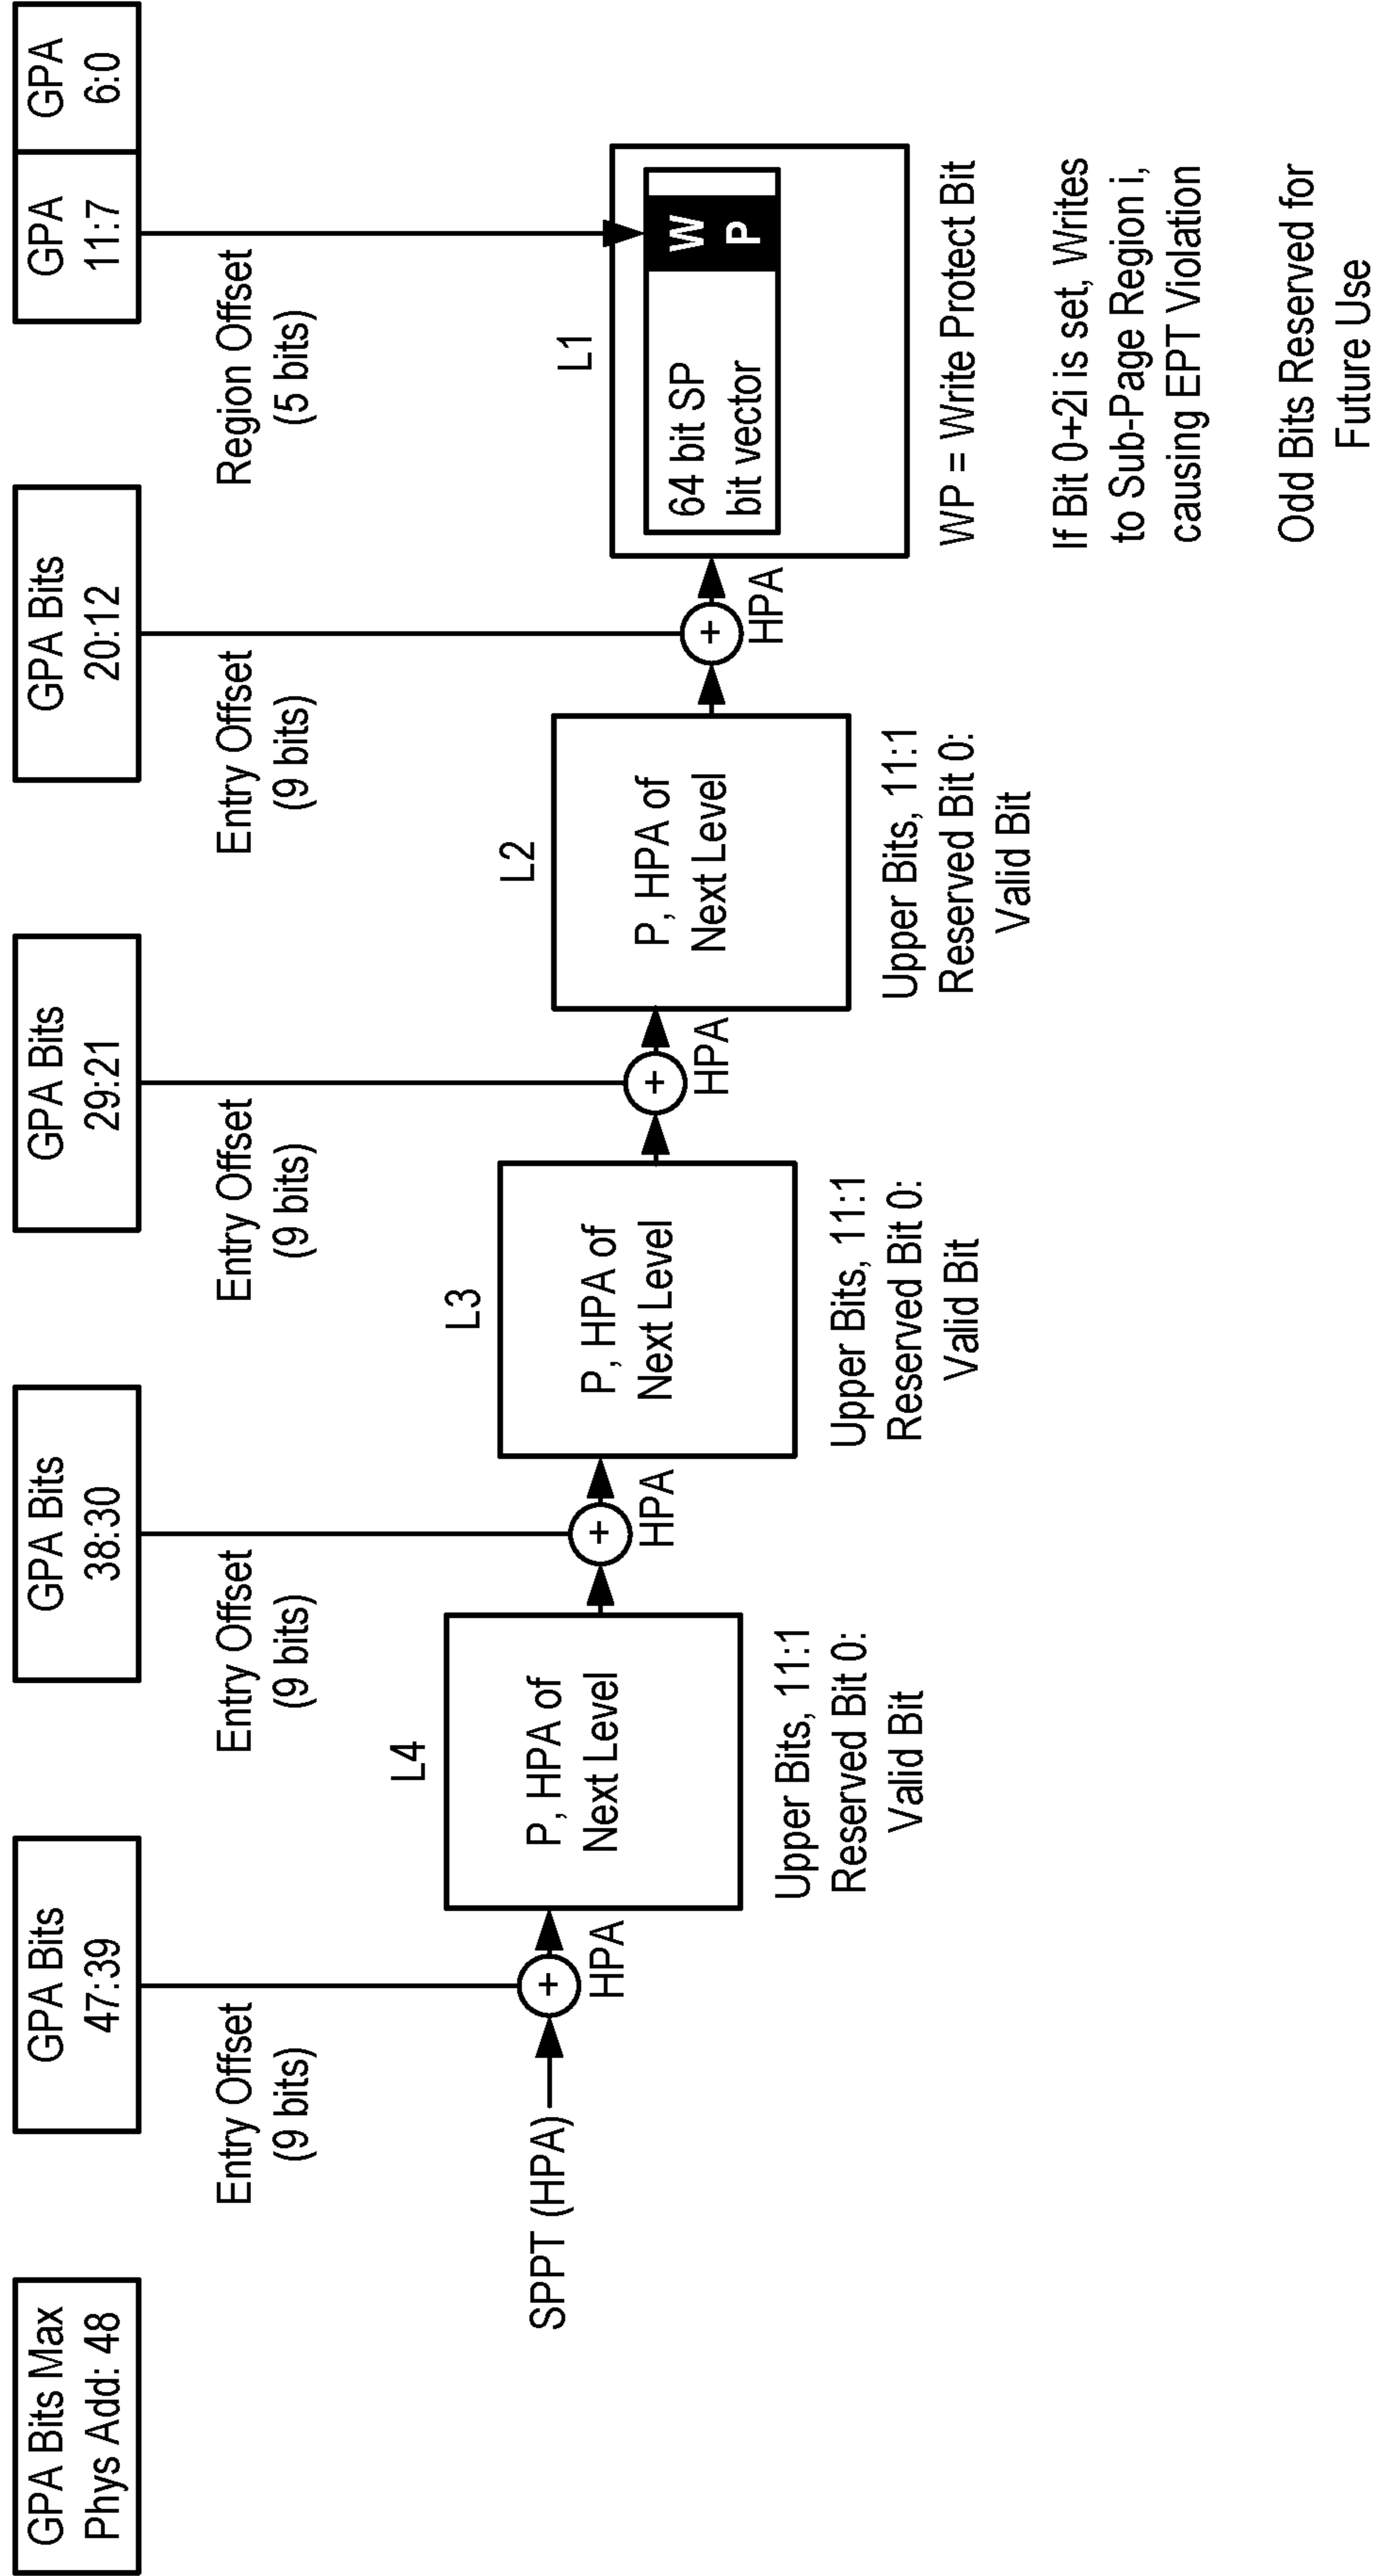 GPA Bits Max
Phys Add: 48
GPA Bits
47:39
GPA Bits
38:30
GPA Bits
29:21
GPA Bits
20:12
GPA
11:7
GPA
6:0
Entry Offset
(9 bits)
Entry Offset
(9 bits)
Entry Offset
(9 bits)
Entry Offset
(9 bits)
Region Offset
(5 bits)
SPPT (HPA)
+
HPA
L4
P, HPA of
Next Level
Upper Bits, 11:1
Reserved Bit 0:
Valid Bit
+
HPA
L3
P, HPA of
Next Level
Upper Bits, 11:1
Reserved Bit 0:
Valid Bit
+
HPA
L2
P, HPA of
Next Level
Upper Bits, 11:1
Reserved Bit 0:
Valid Bit
+
HPA
L1
64 bit SP
bit vector
W
P
WP = Write Protect Bit
If Bit 0+2i is set, Writes
to Sub-Page Region i,
causing EPT Violation
Odd Bits Reserved for
Future Use